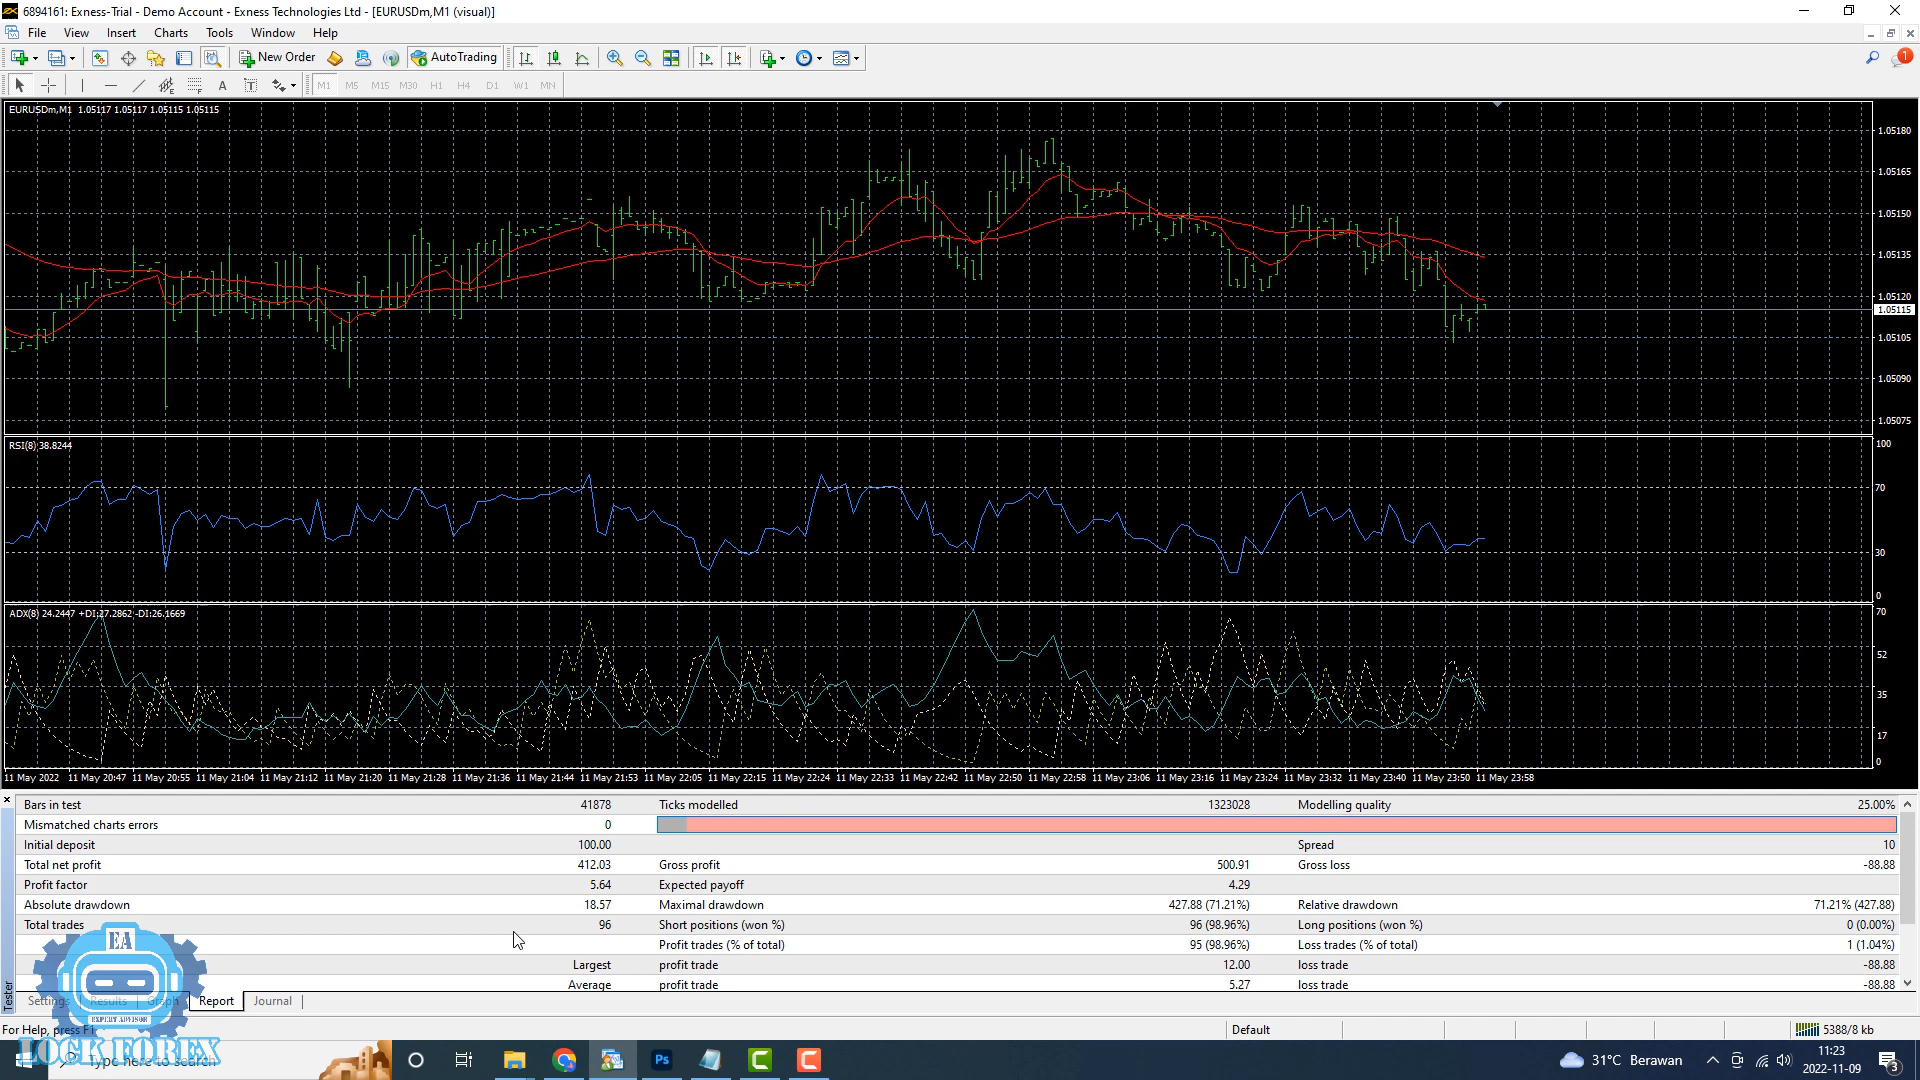 6894161: Exness-Trial - Demo Account - Exness Technologies Ltd - [EURUSDm,M1 (visual)]
File View Insert Charts Tools Window Help
New Order AutoTrading 1
A T M1 M5 M15 M30 H1 H4 D1 W1 MN
EURUSDm,M1 1.05117 1.05117 1.05115 1.05115
1.05180
1.05165
1.05150
1.05135
1.05120
1.05115
1.05105
1.05090
1.05075
RSI(8) 38.8244
100
70
30
0
ADX(8) 24.2447 +DI:27.2862 -DI:26.1669
70
52
35
17
0
11 May 2022 11 May 20:47 11 May 20:55 11 May 21:04 11 May 21:12 11 May 21:20 11 May 21:28 11 May 21:36 11 May 21:44 11 May 21:53 11 May 22:05 11 May 22:15 11 May 22:24 11 May 22:33 11 May 22:42 11 May 22:50 11 May 22:58 11 May 23:06 11 May 23:16 11 May 23:24 11 May 23:32 11 May 23:40 11 May 23:50 11 May 23:58
Bars in test 41878 Ticks modelled 1323028 Modelling quality 25.00%
Mismatched charts errors 0
Initial deposit 100.00 Spread 10
Total net profit 412.03 Gross profit 500.91 Gross loss -88.88
Profit factor 5.64 Expected payoff 4.29
Absolute drawdown 18.57 Maximal drawdown 427.88 (71.21%) Relative drawdown 71.21% (427.88)
Total trades 96 Short positions (won %) 96 (98.96%) Long positions (won %) 0 (0.00%)
Profit trades (% of total) 95 (98.96%) Loss trades (% of total) 1 (1.04%)
Largest profit trade 12.00 loss trade -88.88
Average profit trade 5.27 loss trade -88.88
Tester
Settings Results Graph Report Journal
EA
EXPERT ADVISOR
LOCK FOREX
For Help, press F1 Default 5388/8 kb
Type here to search Ps 31°C Berawan 11:23
2022-11-09 3